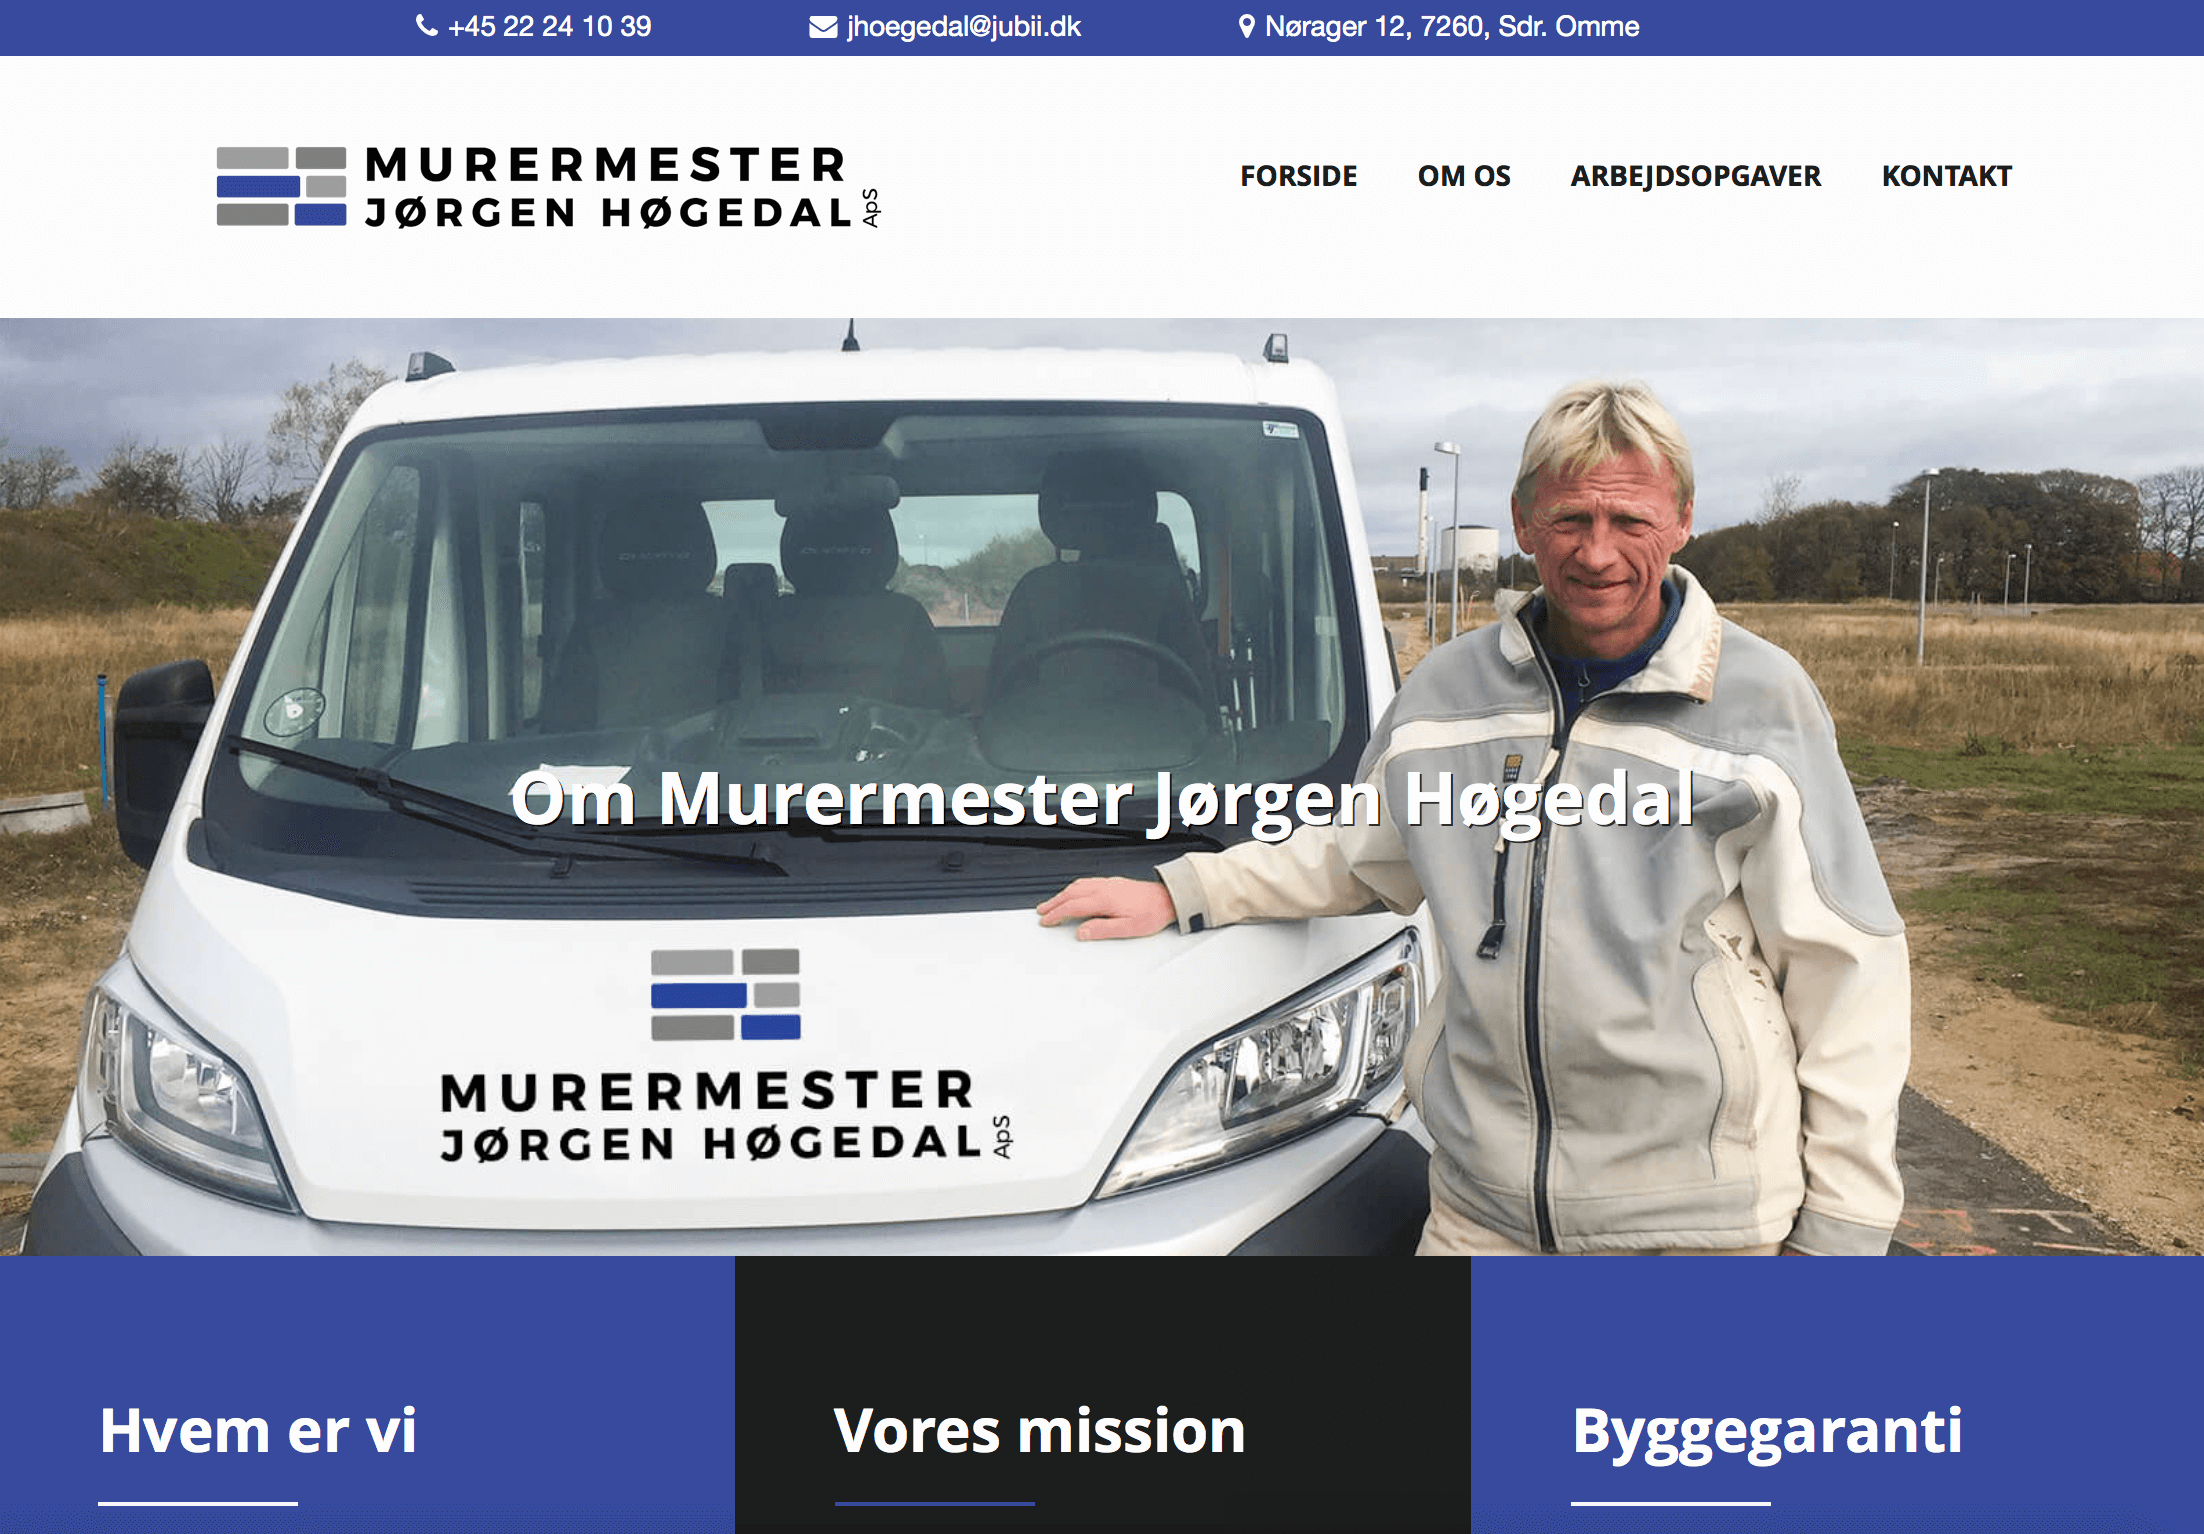 +45 22 24 10 39
jhoegedal@jubii.dk
Nørager 12, 7260, Sdr. Omme
MURERMESTER
JØRGEN HØGEDAL ApS
FORSIDE
OM OS
ARBEJDSOPGAVER
KONTAKT
Om Murermester Jørgen Høgedal
MURERMESTER
JØRGEN HØGEDAL ApS
Hvem er vi
Vores mission
Byggegaranti